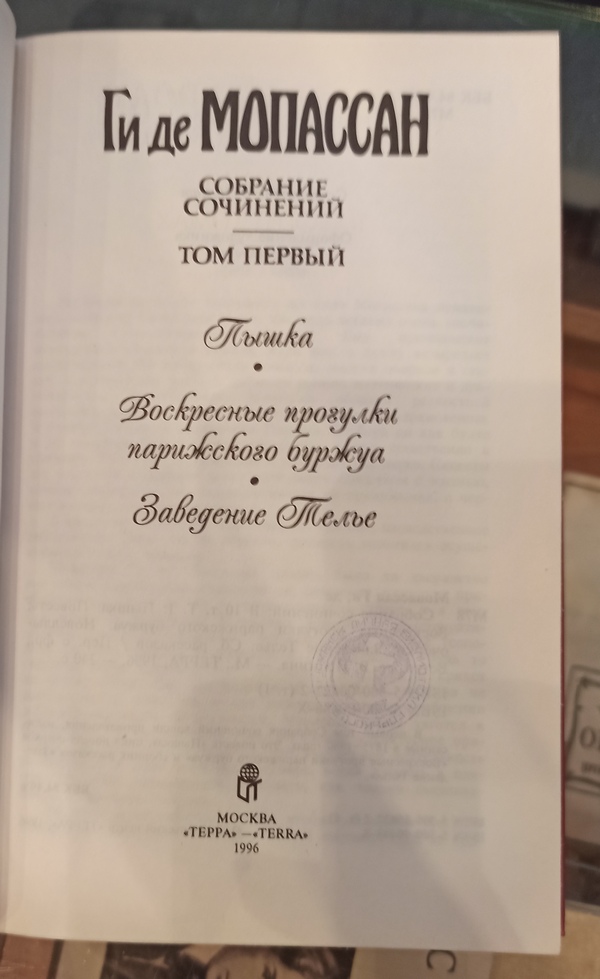 Ги де МОПАССАН
СОБРАНИЕ
СОЧИНЕНИЙ
ТОМ ПЕРВЫЙ
Пышка
•
Воскресные прогулки
парижского буржуа
•
Заведение Телье
МОСКВА
«ТЕРРА» — «TERRA»
1996